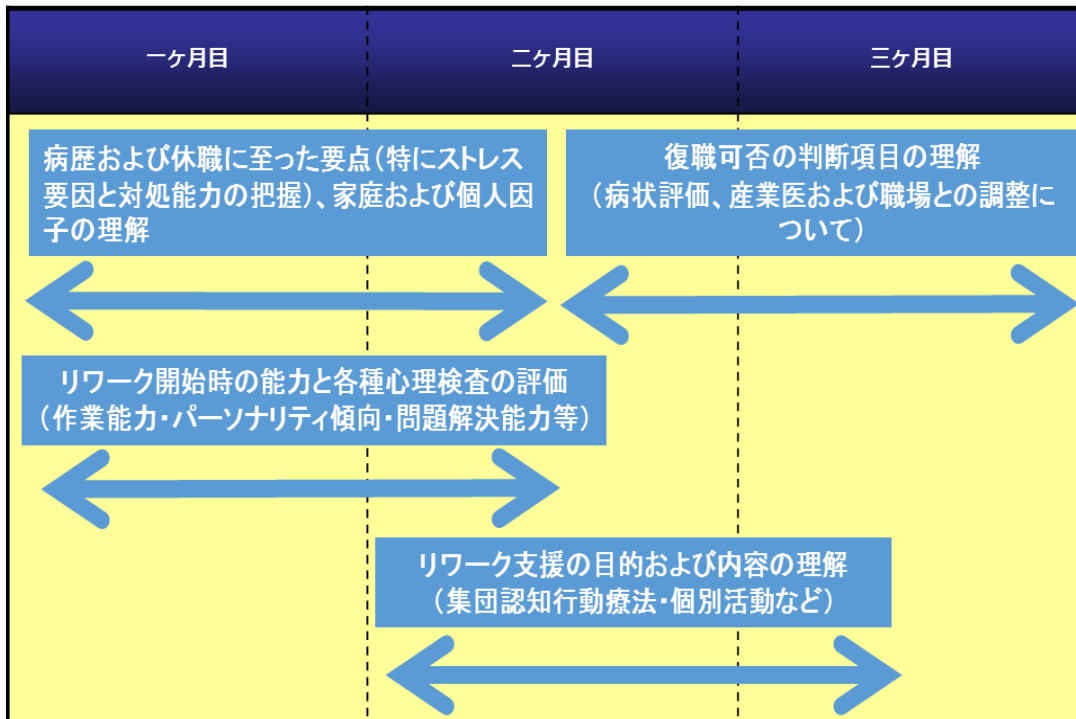 一ヶ月目
二ヶ月目
三ヶ月目
病歴および休職に至った要点(特にストレス
要因と対処能力の把握)、家庭および個人因
子の理解
復職可否の判断項目の理解
(病状評価、産業医および職場との調整に
ついて)
リワーク開始時の能力と各種心理検査の評価
(作業能力・パーソナリティ傾向・問題解決能力等)
リワーク支援の目的および内容の理解
(集団認知行動療法・個別活動など)